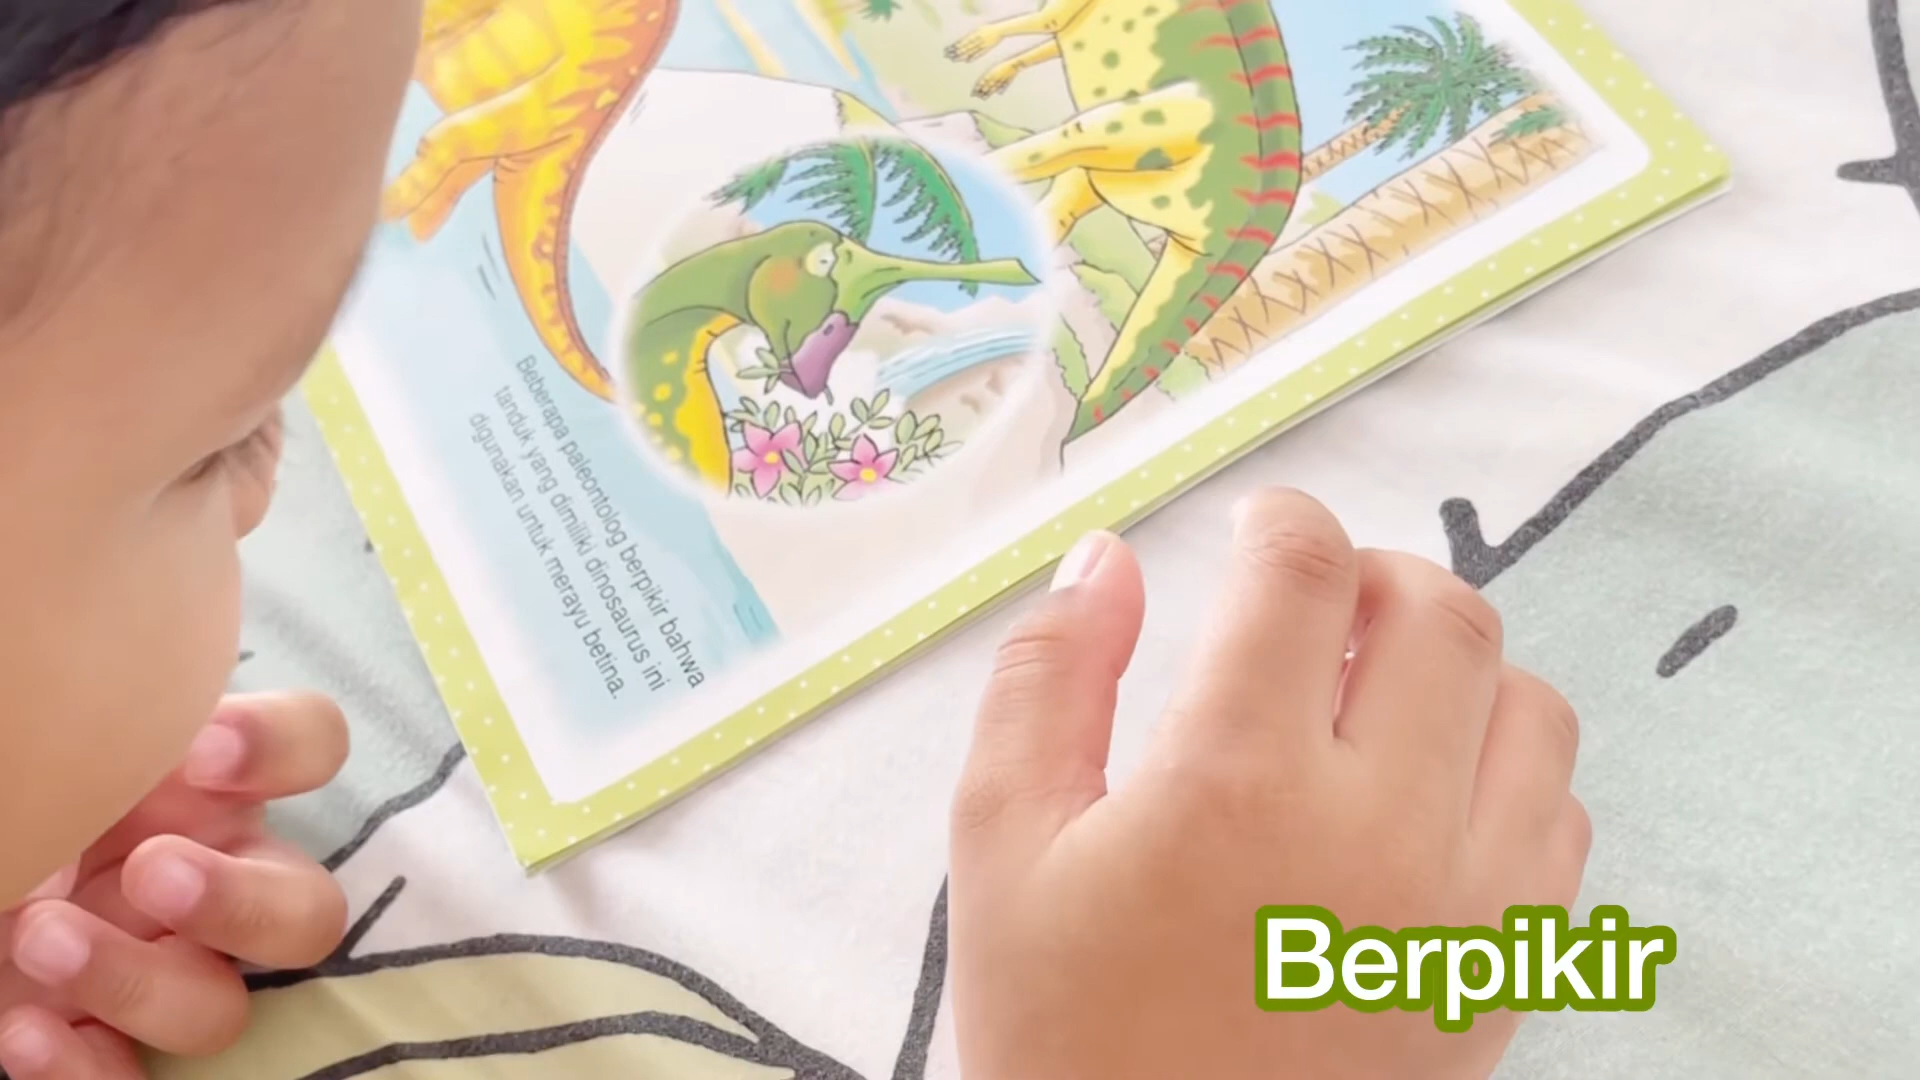 Beberapa paleontolog berpikir bahwa
tanduk yang dimiliki dinosaurus ini
digunakan untuk merayu betina.
Berpikir